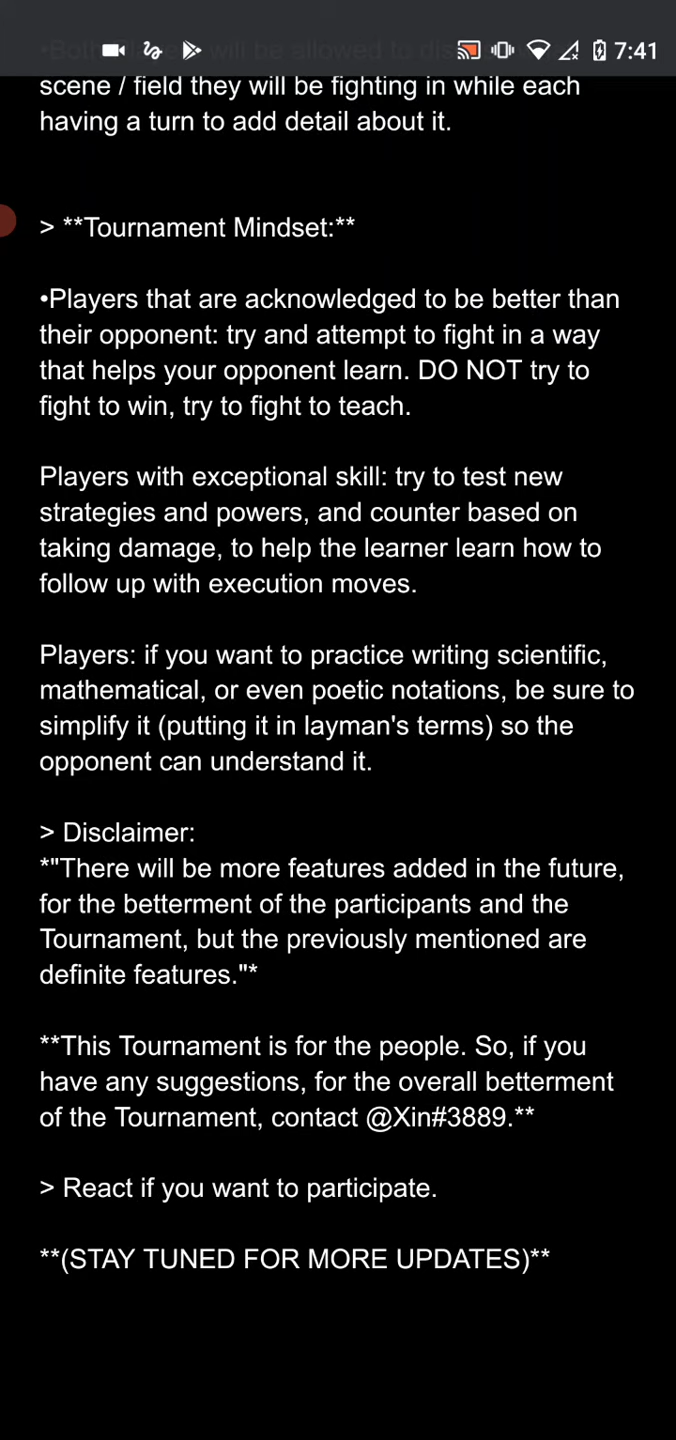 7:41
•Both Players will be allowed to dis
scene / field they will be fighting in while each
having a turn to add detail about it.
> **Tournament Mindset:**
•Players that are acknowledged to be better than
their opponent: try and attempt to fight in a way
that helps your opponent learn. DO NOT try to
fight to win, try to fight to teach.
Players with exceptional skill: try to test new
strategies and powers, and counter based on
taking damage, to help the learner learn how to
follow up with execution moves.
Players: if you want to practice writing scientific,
mathematical, or even poetic notations, be sure to
simplify it (putting it in layman's terms) so the
opponent can understand it.
> Disclaimer:
*"There will be more features added in the future,
for the betterment of the participants and the
Tournament, but the previously mentioned are
definite features."*
**This Tournament is for the people. So, if you
have any suggestions, for the overall betterment
of the Tournament, contact @Xin#3889.**
> React if you want to participate.
**(STAY TUNED FOR MORE UPDATES)**